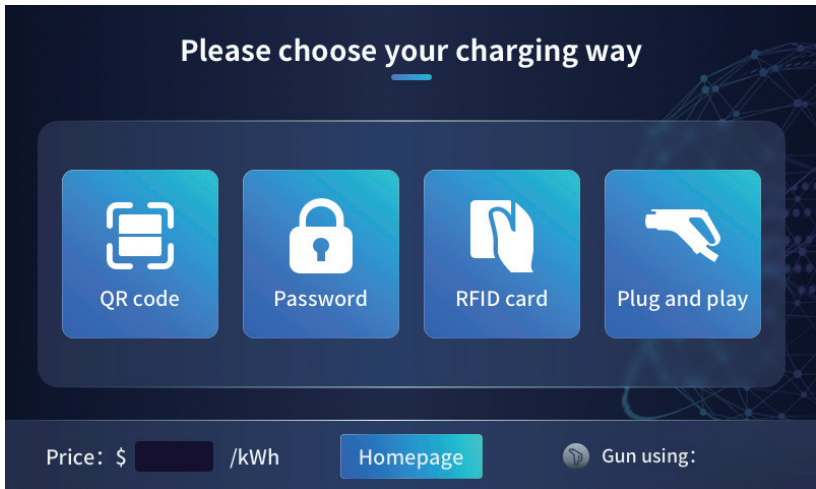 Please choose your charging way
QR code
Password
RFID card
Plug and play
Price: $ /kWh
Homepage
Gun using: